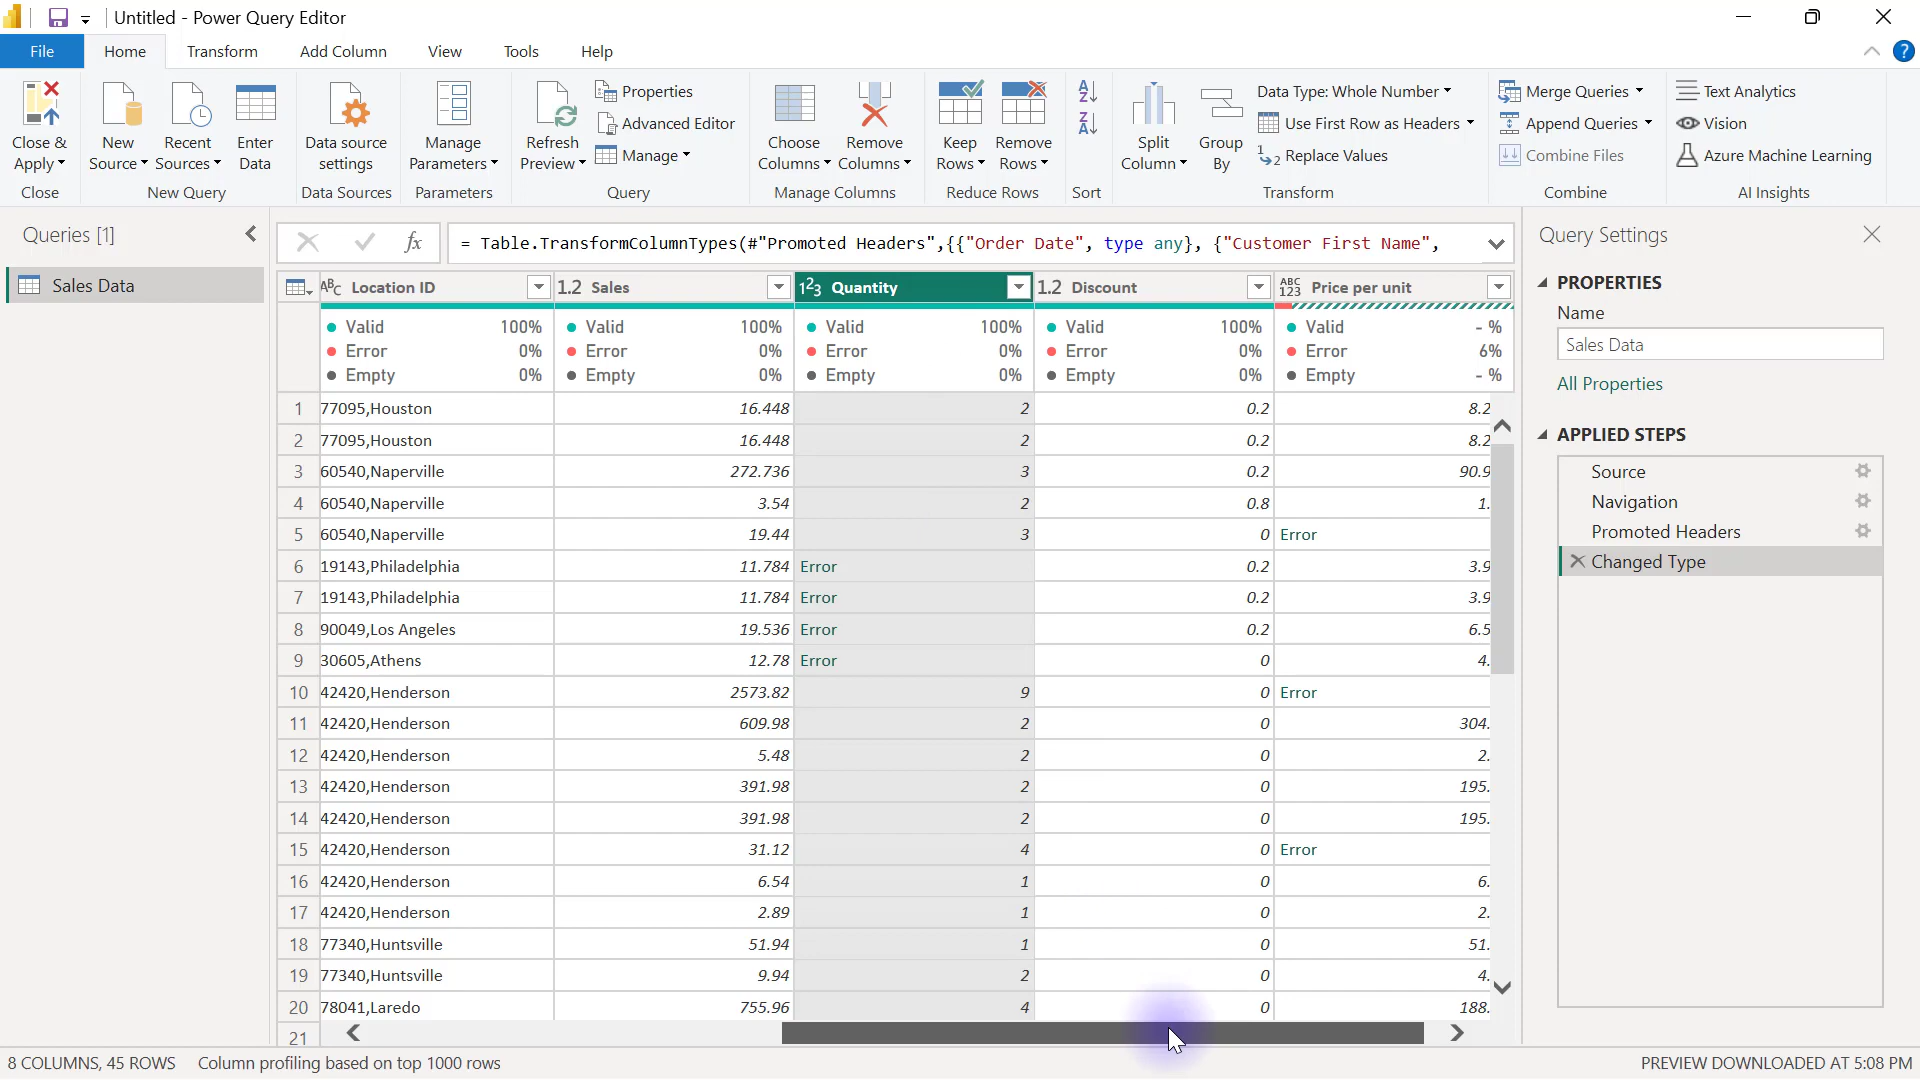 Untitled - Power Query Editor
File Home Transform Add Column View Tools Help ?
Close & Apply
Close
New Source
Recent Sources
Enter Data
New Query
Data source settings
Data Sources
Manage Parameters
Parameters
Refresh Preview
Properties
Advanced Editor
Manage
Query
Choose Columns
Remove Columns
Manage Columns
Keep Rows
Remove Rows
Reduce Rows
A Z
Z A
Sort
Split Column
Group By
Data Type: Whole Number
Use First Row as Headers
1 2 Replace Values
Transform
Merge Queries
Append Queries
Combine Files
Combine
Text Analytics
Vision
Azure Machine Learning
AI Insights
Queries [1]
Sales Data
fx = Table.TransformColumnTypes(#"Promoted Headers",{{"Order Date", type any}, {"Customer First Name",
ABC Location ID 1.2 Sales 123 Quantity 1.2 Discount ABC 123 Price per unit
Valid 100% Valid 100% Valid 100% Valid 100% Valid - %
Error 0% Error 0% Error 0% Error 0% Error 6%
Empty 0% Empty 0% Empty 0% Empty 0% Empty - %
1 77095,Houston 16.448 2 0.2 8.2
2 77095,Houston 16.448 2 0.2 8.2
3 60540,Naperville 272.736 3 0.2 90.9
4 60540,Naperville 3.54 2 0.8 1.
5 60540,Naperville 19.44 3 0 Error
6 19143,Philadelphia 11.784 Error 0.2 3.9
7 19143,Philadelphia 11.784 Error 0.2 3.9
8 90049,Los Angeles 19.536 Error 0.2 6.5
9 30605,Athens 12.78 Error 0 4.
10 42420,Henderson 2573.82 9 0 Error
11 42420,Henderson 609.98 2 0 304.
12 42420,Henderson 5.48 2 0 2.
13 42420,Henderson 391.98 2 0 195.
14 42420,Henderson 391.98 2 0 195.
15 42420,Henderson 31.12 4 0 Error
16 42420,Henderson 6.54 1 0 6.
17 42420,Henderson 2.89 1 0 2.
18 77340,Huntsville 51.94 1 0 51.
19 77340,Huntsville 9.94 2 0 4.
20 78041,Laredo 755.96 4 0 188.
21
Query Settings
PROPERTIES
Name
Sales Data
All Properties
APPLIED STEPS
Source
Navigation
Promoted Headers
Changed Type
8 COLUMNS, 45 ROWS Column profiling based on top 1000 rows
PREVIEW DOWNLOADED AT 5:08 PM